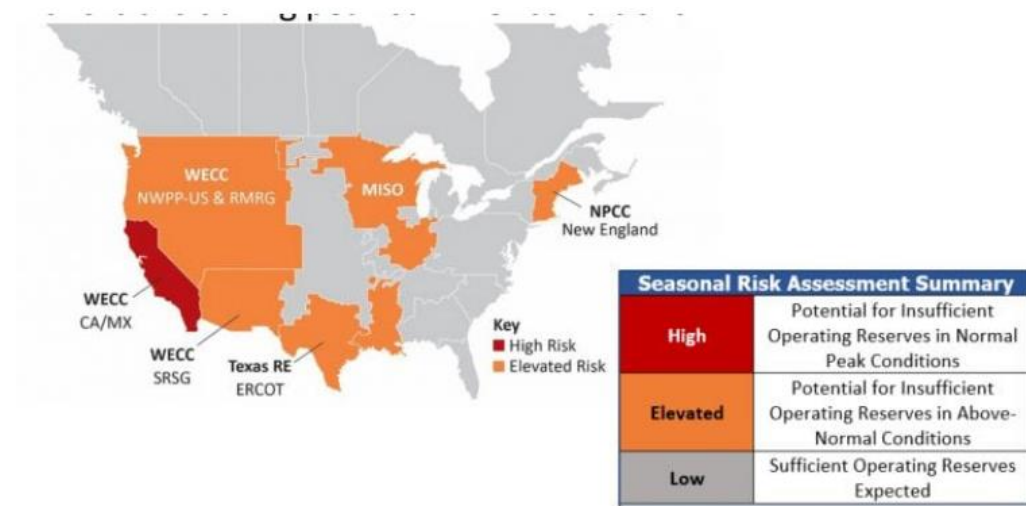 WECC
NWPP-US & RMRG
MISO
NPCC
New England
WECC
CA/MX
WECC
SRSG
Texas RE
ERCOT
Key
High Risk
Elevated Risk
Seasonal Risk Assessment Summary
High
Potential for Insufficient
Operating Reserves in Normal
Peak Conditions
Elevated
Potential for Insufficient
Operating Reserves in Above-
Normal Conditions
Low
Sufficient Operating Reserves
Expected